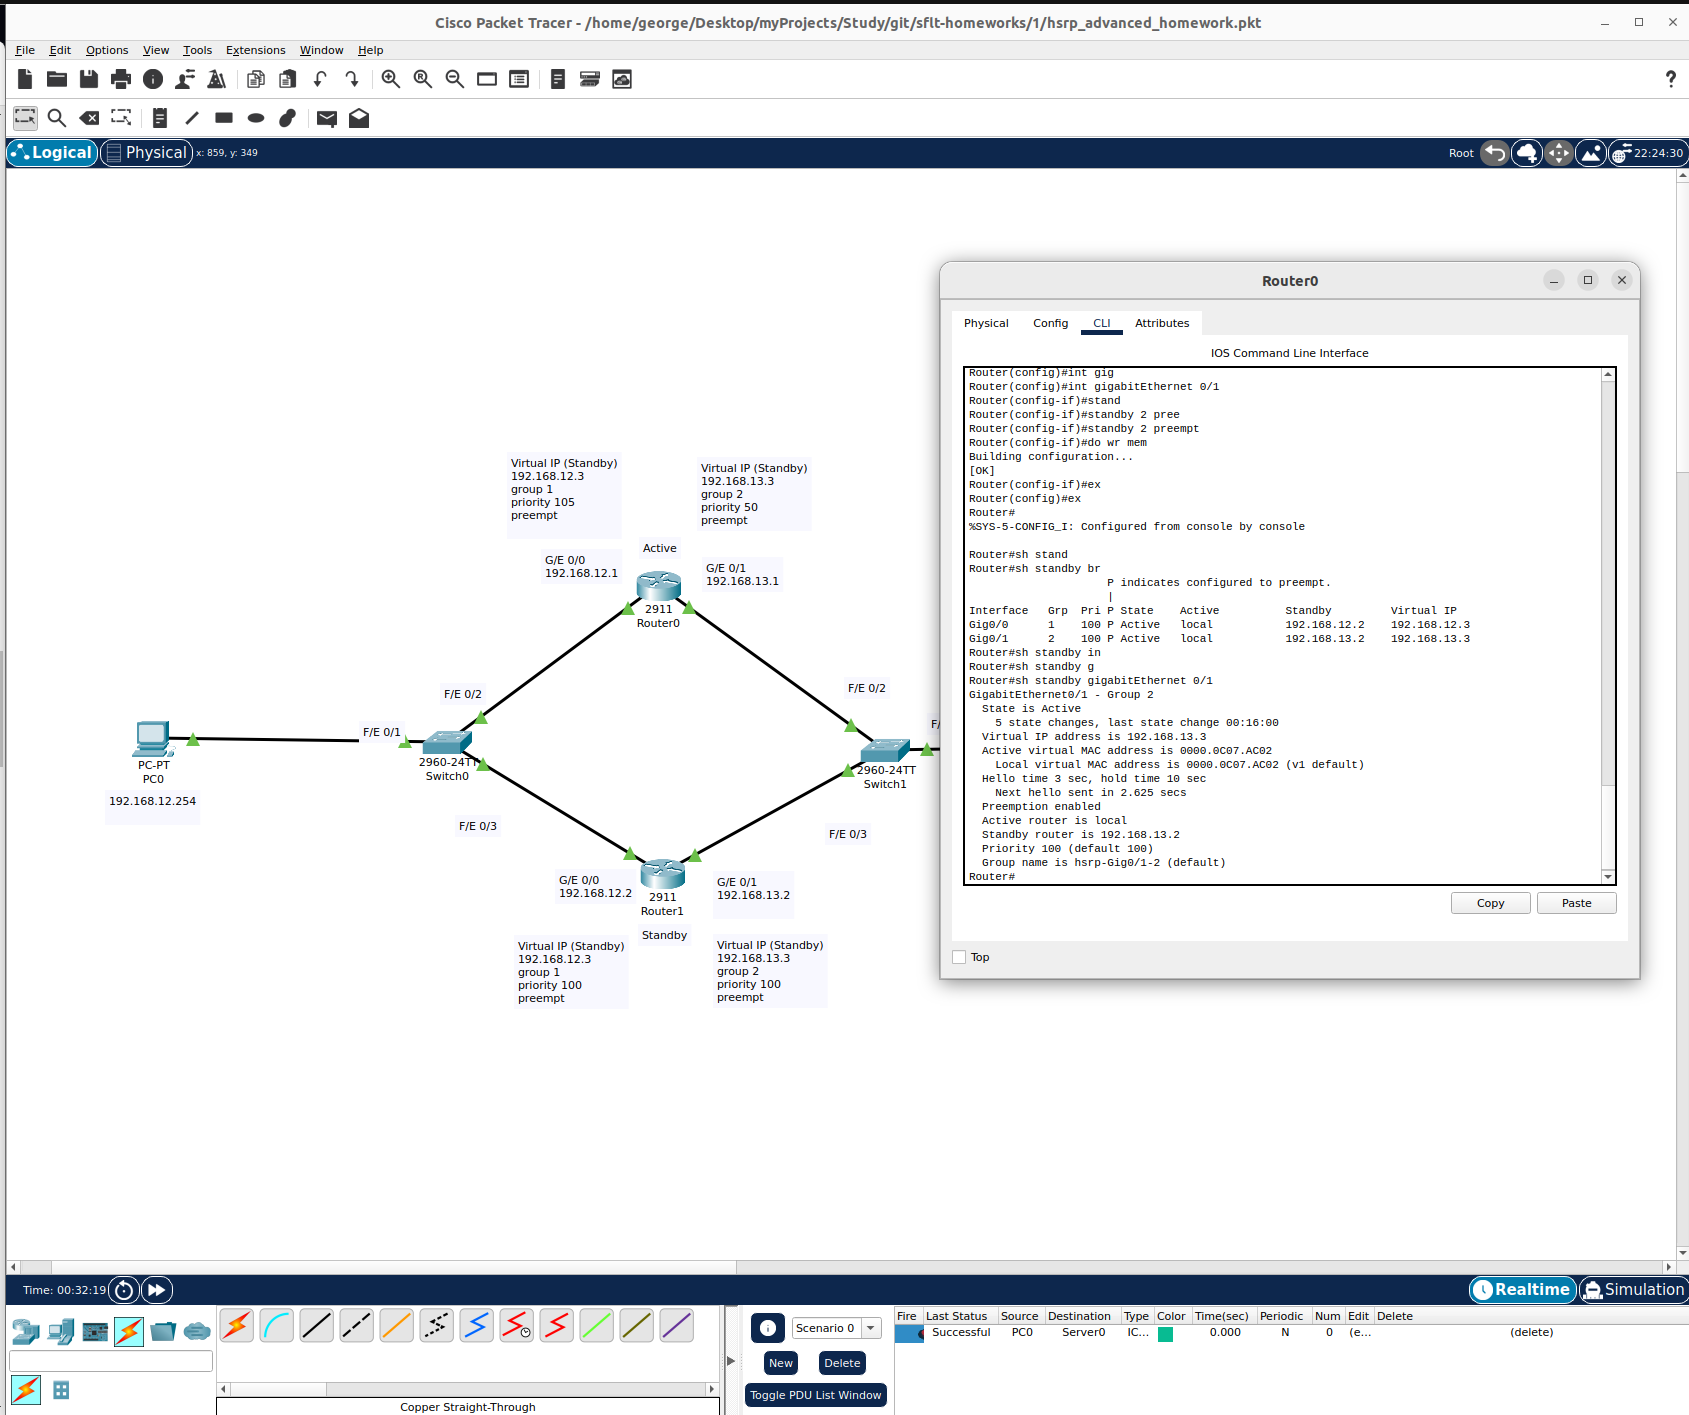 Cisco Packet Tracer - /home/george/Desktop/myProjects/Study/git/sflt-homeworks/1/hsrp_advanced_homework.pkt
File Edit Options View Tools Extensions Window Help
?
Logical Physical x: 859, y: 349
Root 22:24:30
Virtual IP (Standby)
192.168.12.3
group 1
priority 105
preempt
Virtual IP (Standby)
192.168.13.3
group 2
priority 50
preempt
Active
G/E 0/0
192.168.12.1
G/E 0/1
192.168.13.1
2911
Router0
F/E 0/2
F/E 0/2
F/E 0/1
F/
PC-PT
PC0
192.168.12.254
2960-24TT
Switch0
2960-24TT
Switch1
F/E 0/3
F/E 0/3
G/E 0/0
192.168.12.2
G/E 0/1
192.168.13.2
2911
Router1
Standby
Virtual IP (Standby)
192.168.12.3
group 1
priority 100
preempt
Virtual IP (Standby)
192.168.13.3
group 2
priority 100
preempt
Router0
Physical Config CLI Attributes
IOS Command Line Interface
Router(config)#int gig
Router(config)#int gigabitEthernet 0/1
Router(config-if)#stand
Router(config-if)#standby 2 pree
Router(config-if)#standby 2 preempt
Router(config-if)#do wr mem
Building configuration...
[OK]
Router(config-if)#ex
Router(config)#ex
Router#
%SYS-5-CONFIG_I: Configured from console by console
Router#sh stand
Router#sh standby br
P indicates configured to preempt.
|
Interface Grp Pri P State Active Standby Virtual IP
Gig0/0 1 100 P Active local 192.168.12.2 192.168.12.3
Gig0/1 2 100 P Active local 192.168.13.2 192.168.13.3
Router#sh standby in
Router#sh standby g
Router#sh standby gigabitEthernet 0/1
GigabitEthernet0/1 - Group 2
State is Active
5 state changes, last state change 00:16:00
Virtual IP address is 192.168.13.3
Active virtual MAC address is 0000.0C07.AC02
Local virtual MAC address is 0000.0C07.AC02 (v1 default)
Hello time 3 sec, hold time 10 sec
Next hello sent in 2.625 secs
Preemption enabled
Active router is local
Standby router is 192.168.13.2
Priority 100 (default 100)
Group name is hsrp-Gig0/1-2 (default)
Router#
Copy Paste
Top
Time: 00:32:19
Realtime Simulation
Scenario 0
New Delete
Toggle PDU List Window
Copper Straight-Through
Fire Last Status Source Destination Type Color Time(sec) Periodic Num Edit Delete
Successful PC0 Server0 IC... 0.000 N 0 (e... (delete)